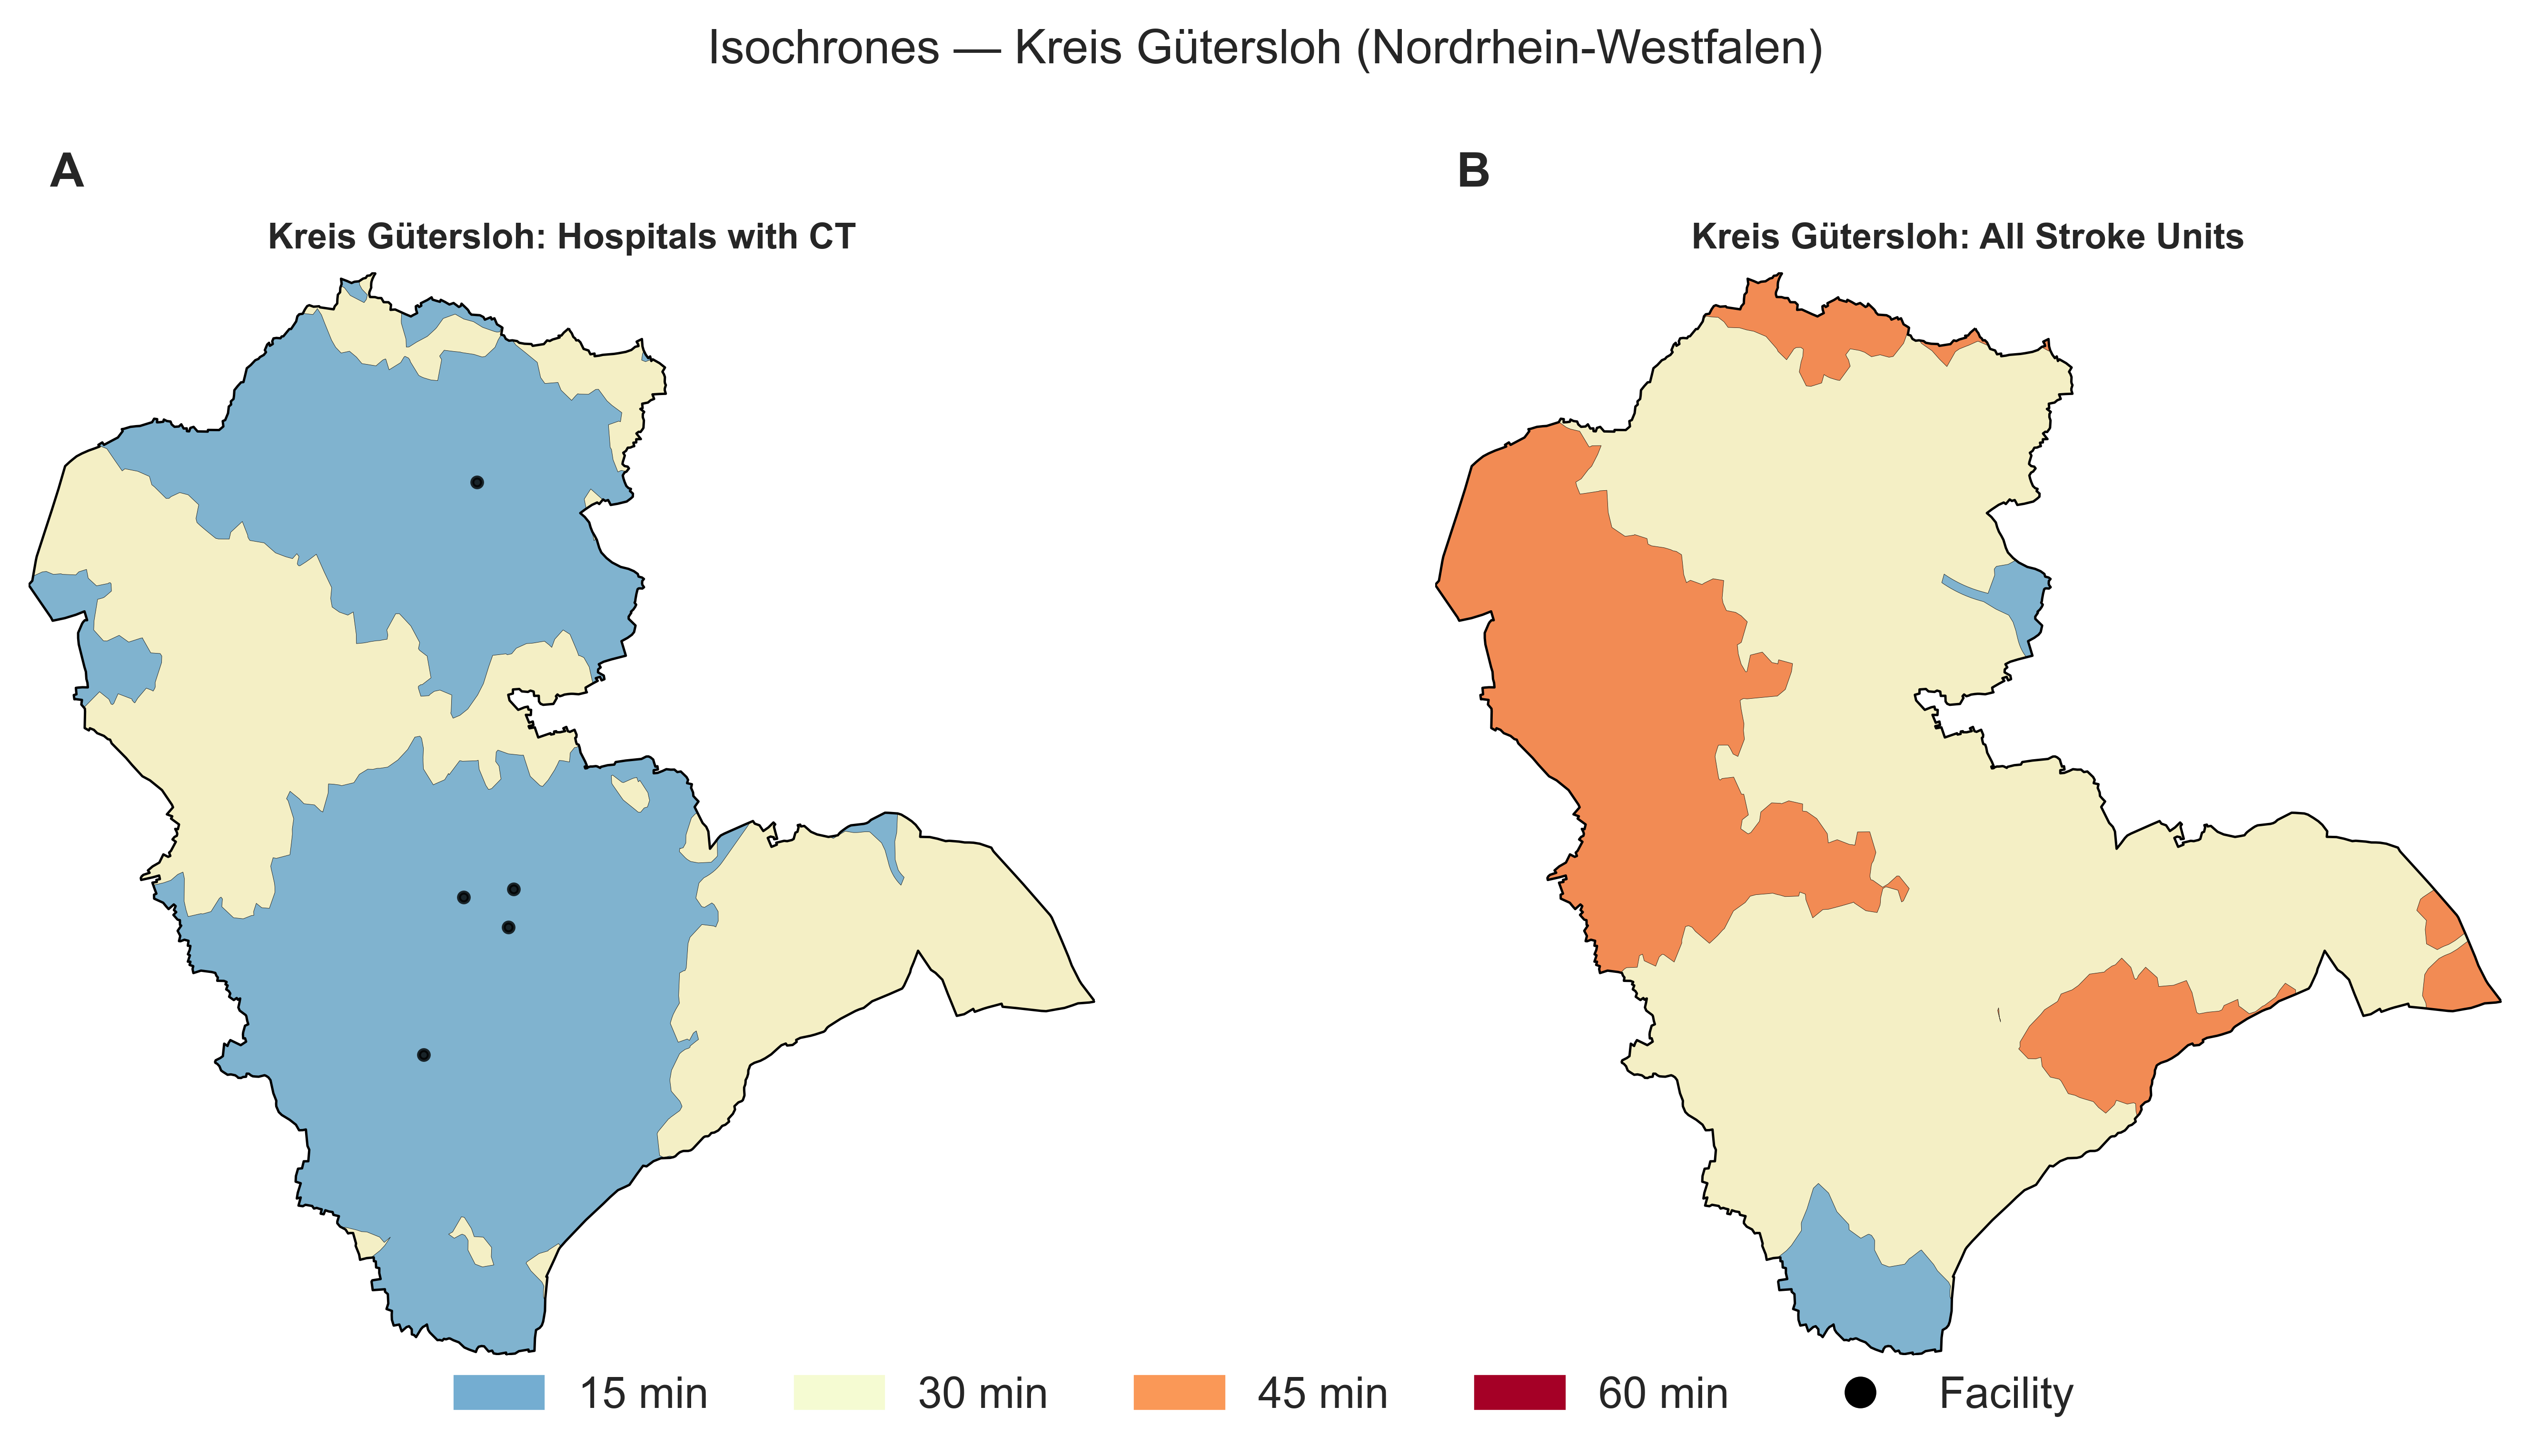 Isochrones — Kreis Gütersloh (Nordrhein-Westfalen)
A
B
Kreis Gütersloh: Hospitals with CT
Kreis Gütersloh: All Stroke Units
15 min
30 min
45 min
60 min
Facility